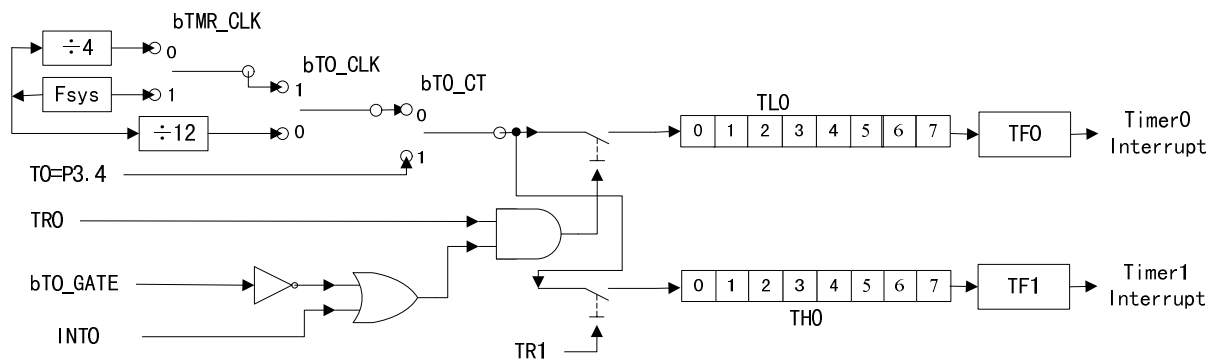 bTMR_CLK
÷4
0
bT0_CLK
bT0_CT
Fsys
1
1
0
TL0
÷12
0
0 1 2 3 4 5 6 7
TF0
Timer0
Interrupt
T0=P3.4
1
TR0
bT0_GATE
INT0
0 1 2 3 4 5 6 7
TF1
Timer1
Interrupt
TH0
TR1